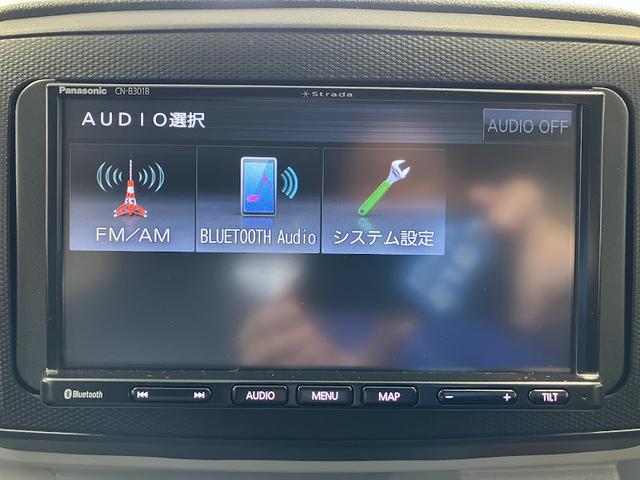 Panasonic CN-B301B
Strada
AUDIO選択
AUDIO OFF
FM/AM
BLUETOOTH Audio
システム設定
Bluetooth
AUDIO
MENU
MAP
− +
TILT